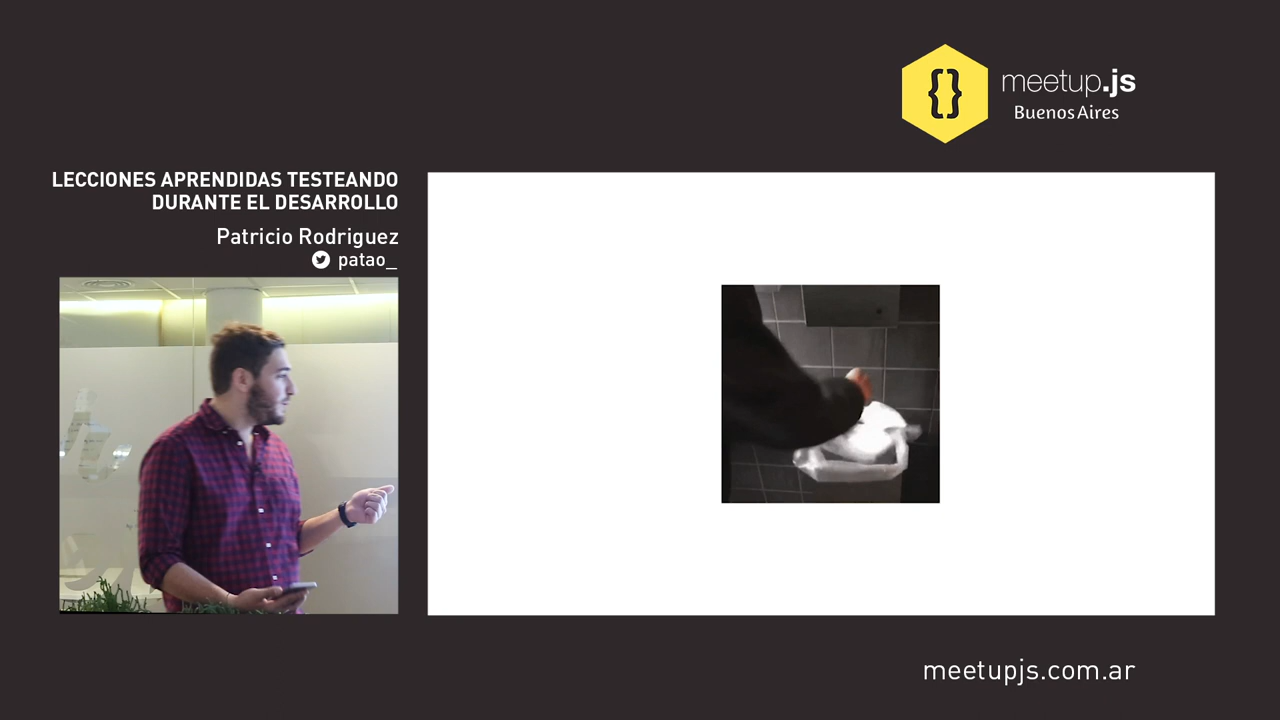 {}
meetup.js
Buenos Aires
LECCIONES APRENDIDAS TESTEANDO
DURANTE EL DESARROLLO
Patricio Rodriguez
patao_
meetupjs.com.ar